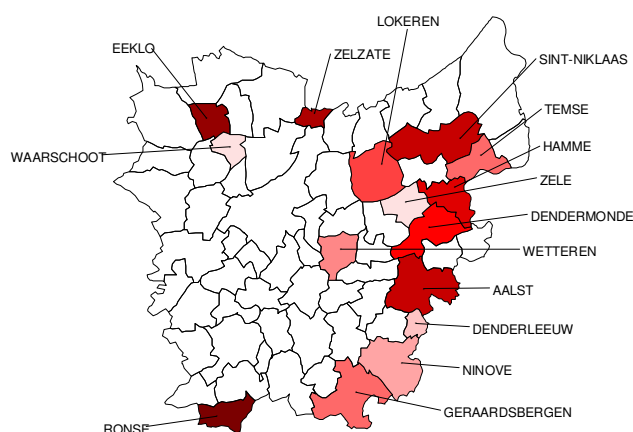 LOKEREN
EEKLO
ZELZATE
SINT-NIKLAAS
TEMSE
HAMME
WAARSCHOOT
ZELE
DENDERMONDE
WETTEREN
AALST
DENDERLEEUW
NINOVE
GERAARDSBERGEN
RONSE